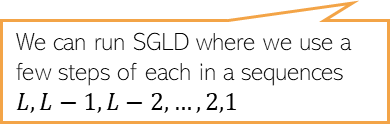 We can run SGLD where we use a
few steps of each in a sequences
L, L − 1, L − 2, … , 2,1